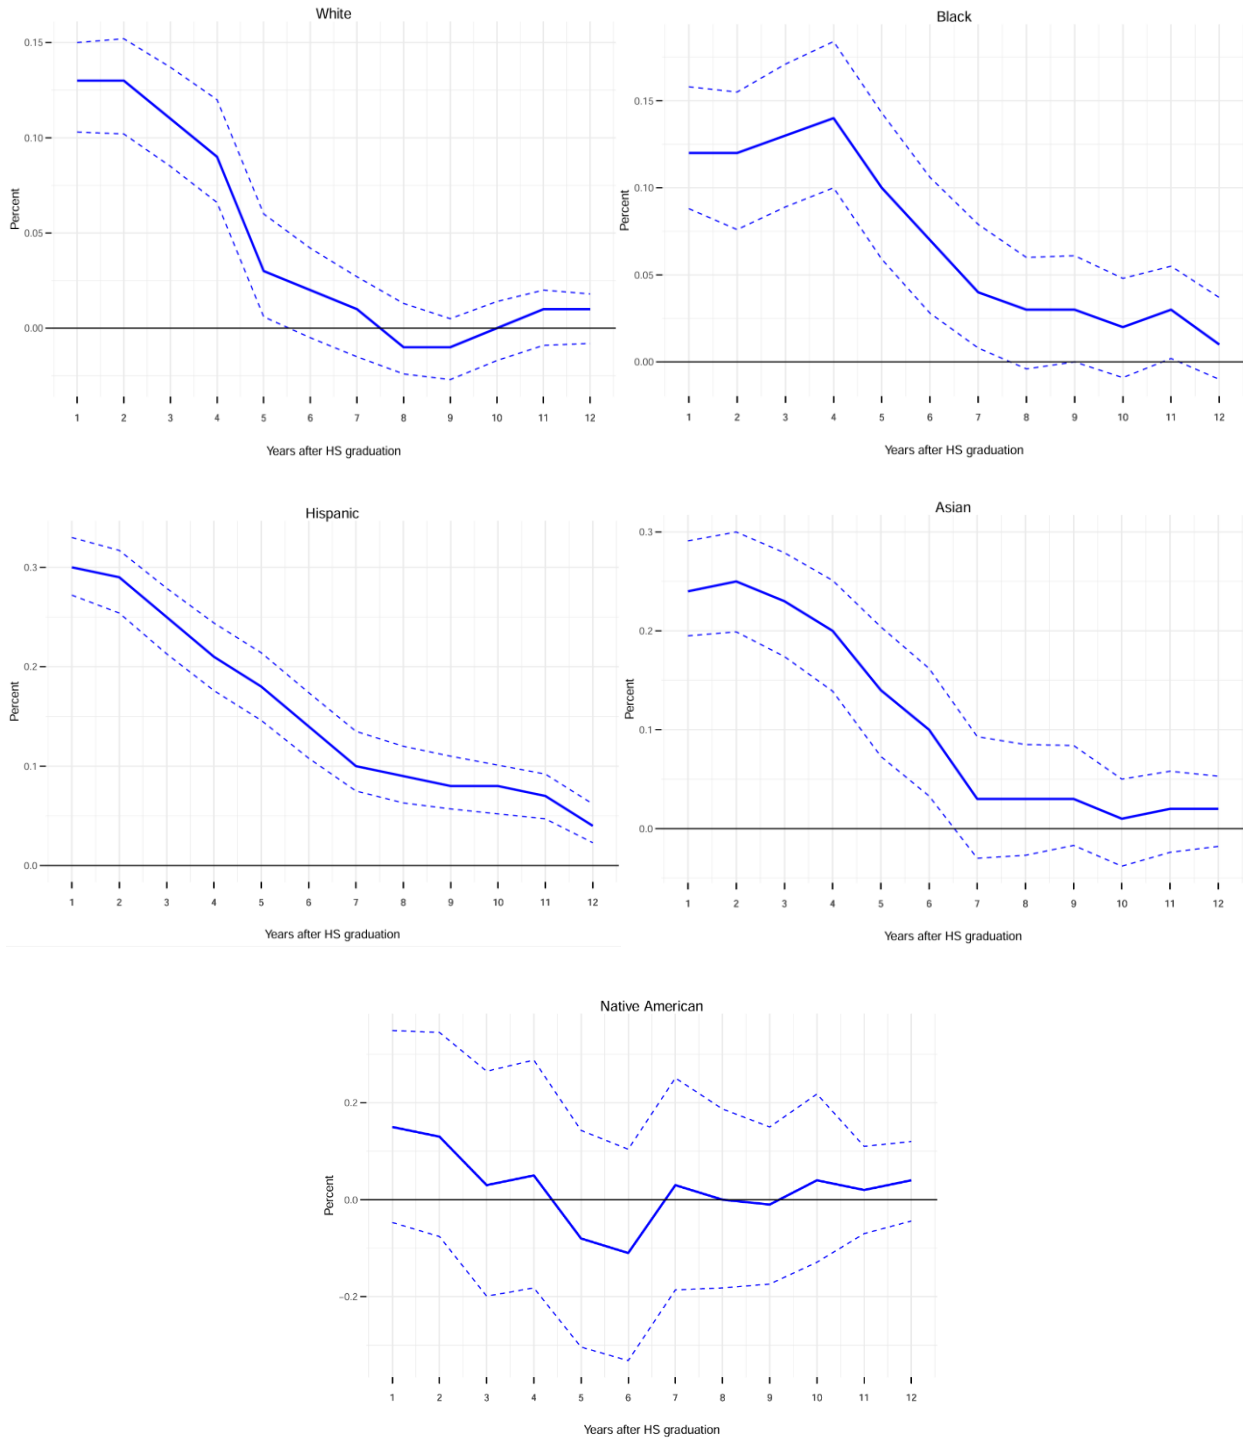 White
0.15
0.10
0.05
0.00
Percent
1 2 3 4 5 6 7 8 9 10 11 12
Years after HS graduation
Black
0.15
0.10
0.05
0.00
Percent
1 2 3 4 5 6 7 8 9 10 11 12
Years after HS graduation
Hispanic
0.3
0.2
0.1
0.0
Percent
1 2 3 4 5 6 7 8 9 10 11 12
Years after HS graduation
Asian
0.3
0.2
0.1
0.0
Percent
1 2 3 4 5 6 7 8 9 10 11 12
Years after HS graduation
Native American
0.2
0.0
−0.2
Percent
1 2 3 4 5 6 7 8 9 10 11 12
Years after HS graduation